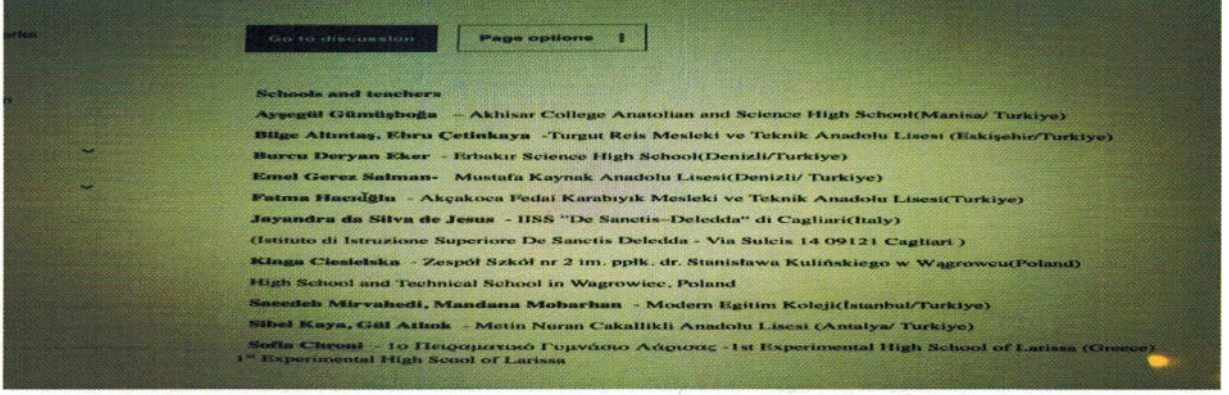 Go to discussion
Page options
Schools and teachers
Ayşegül Gümüşboğa – Akhisar College Anatolian and Science High School(Manisa/ Turkiye)
Bilge Altıntaş, Ebru Çetinkaya -Turgut Reis Mesleki ve Teknik Anadolu Lisesi (Eskişehir/Turkiye)
Burcu Deryan Eker - Erbakır Science High School(Denizli/Turkiye)
Emel Gerez Salman- Mustafa Kaynak Anadolu Lisesi(Denizli/ Turkiye)
Fatma - Akçakoca Fedai Karabıyık Mesleki ve Teknik Anadolu Lisesi(Turkiye)
Jayandra da Silva de Jesus - IISS "De Sanctis-Deledda" di Cagliari(Italy)
(Istituto di Istruzione Superiore De Sanctis Deledda - Via Sulcis 14 09121 Cagliari )
Kinga Ciesielska - Zespół Szkół nr 2 im. ppłk. dr. Stanisława Kulińskiego w Wągrowcu(Poland)
High School and Technical School in Wagrowiec, Poland
Saeedeh Mirvahedi, Mandana Mobarhan - Modern Egitim Koleji(İstanbul/Turkiye)
Sibel Kaya, Gül - Metin Nuran Cakallikli Anadolu Lisesi (Antalya/ Turkiye)
Sofia Chroni - 1ο Πειραματικό Γυμνάσιο Λάρισας -1st Experimental High School of Larissa (Greece)
1st Experimental High Scool of Larissa